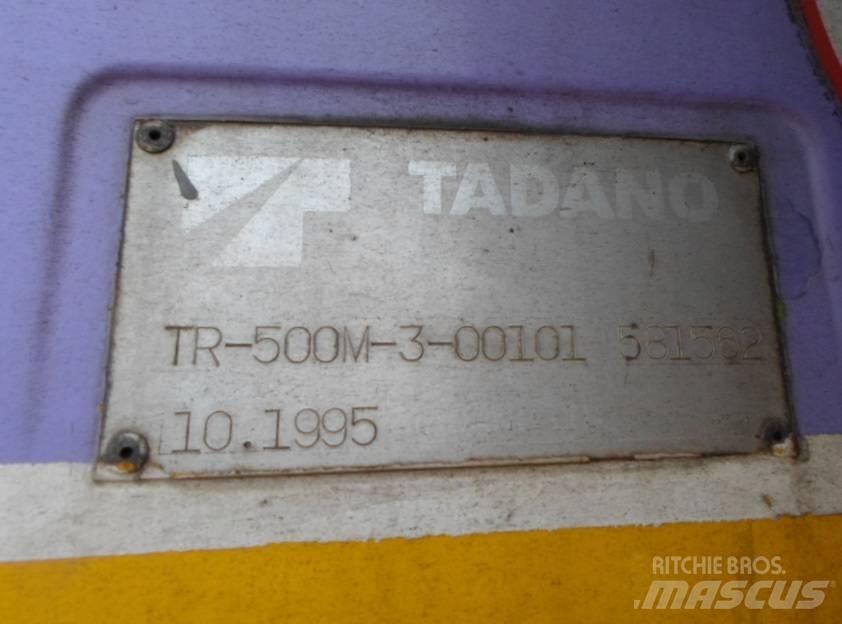 TADANO
TR-500M-3-00101 581562
10.1995
RITCHIE BROS.
MASCUS